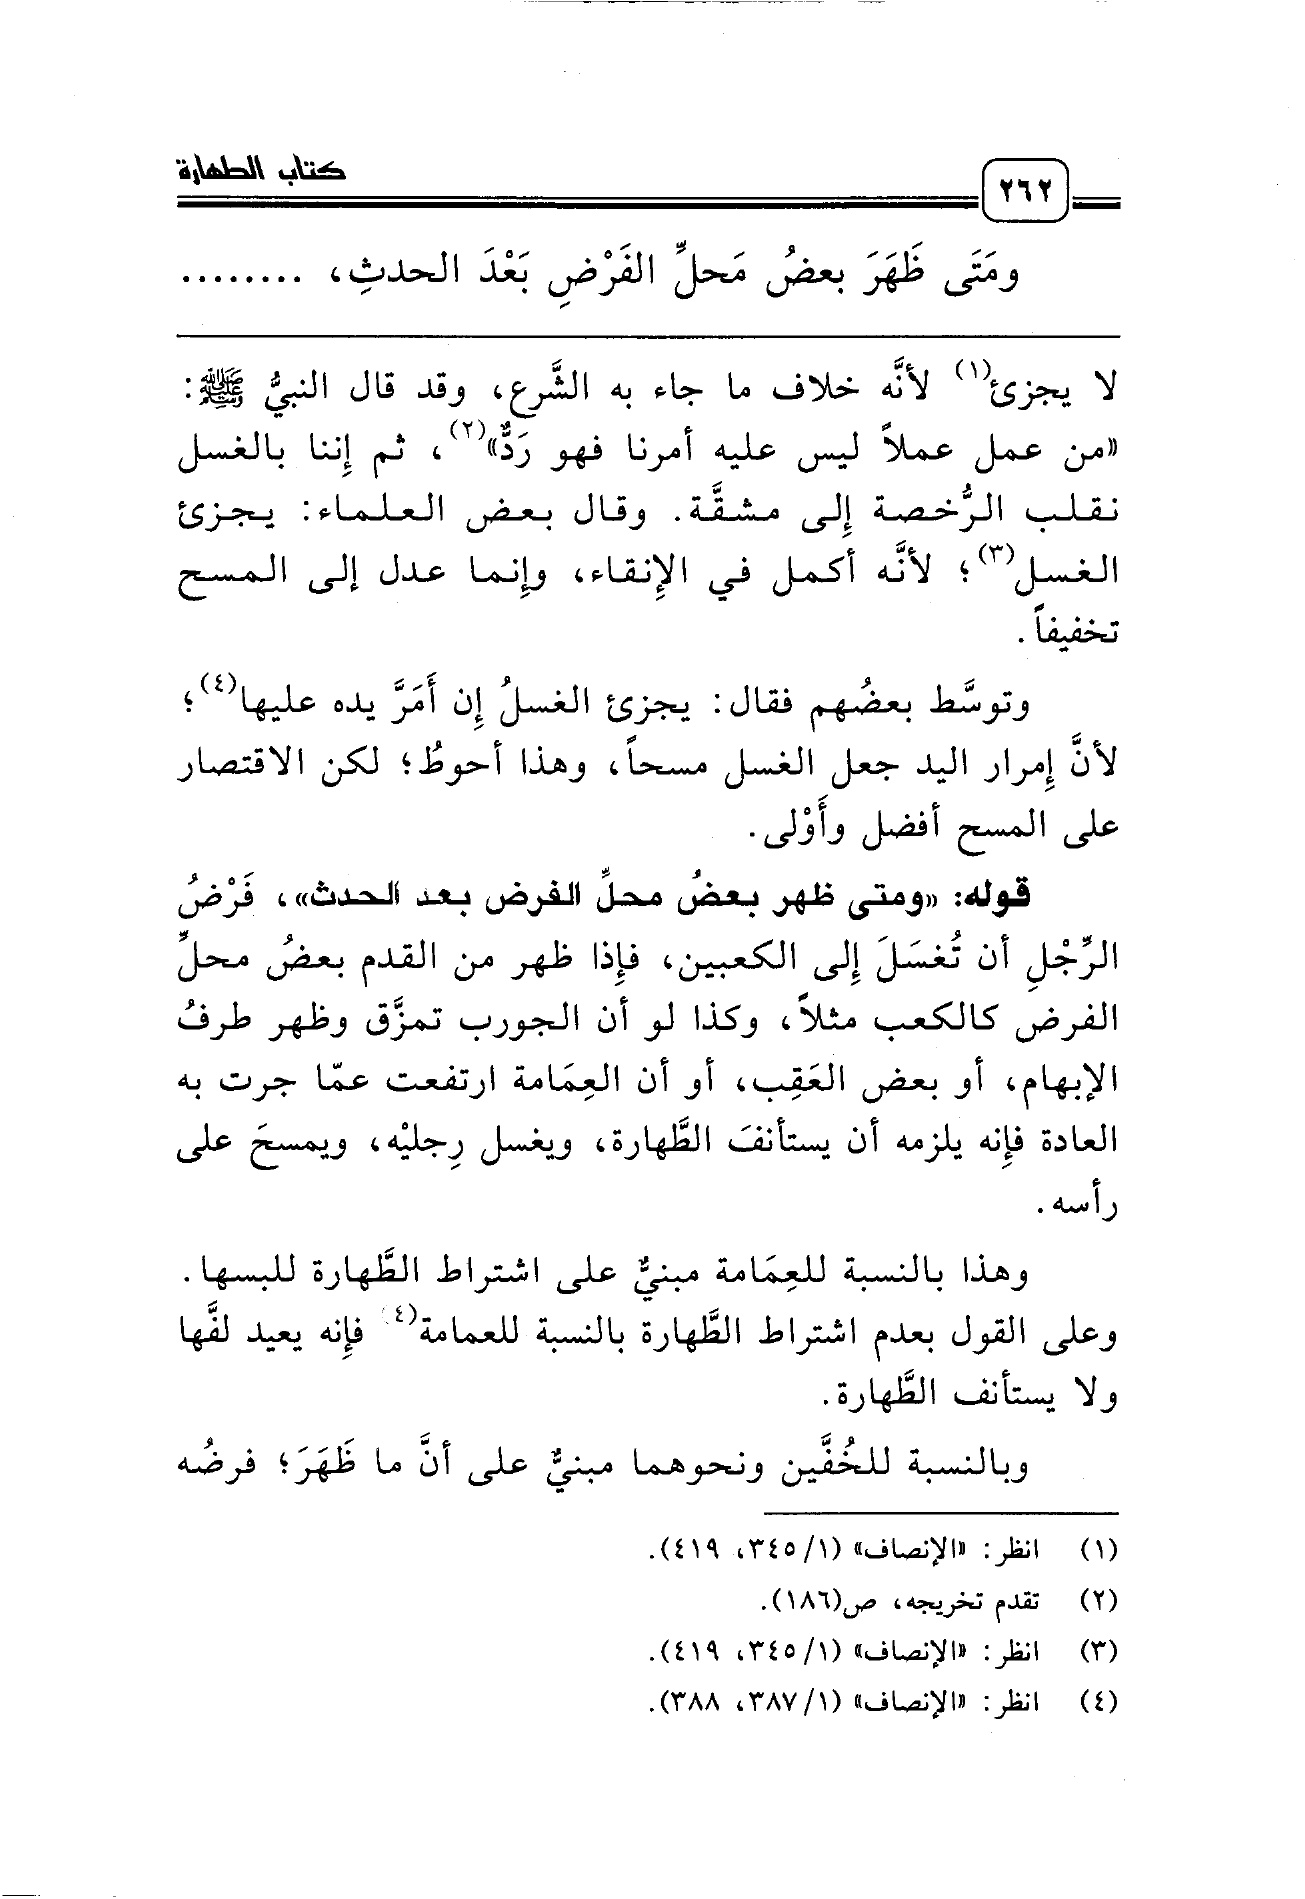 كتاب الطهارة
٢٦٢
ومَتَى ظَهَرَ بعضُ مَحلِّ الفَرْضِ بَعْدَ الحدثِ، ........
لا يجزئ(١) لأنَّه خلاف ما جاء به الشَّرع، وقد قال النبيُّ ﷺ:
«من عمل عملاً ليس عليه أمرنا فهو رَدٌّ»(٢)، ثم إننا بالغسل
نقلب الرُّخصة إلى مشقَّة. وقال بعض العلماء: يجزئ
الغسل(٣)؛ لأنَّه أكمل في الإنقاء، وإنما عدل إلى المسح
تخفيفاً.
وتوسَّط بعضُهم فقال: يجزئ الغسلُ إن أَمَرَّ يده عليها(٤)؛
لأنَّ إمرار اليد جعل الغسل مسحاً، وهذا أحوطُ؛ لكن الاقتصار
على المسح أفضل وأَوْلى.
قوله: «ومتى ظهر بعضُ محلِّ الفرض بعد الحدث»، فَرْضُ
الرِّجْلِ أن تُغسَلَ إلى الكعبين، فإذا ظهر من القدم بعضُ محلِّ
الفرض كالكعب مثلاً، وكذا لو أن الجورب تمزَّق وظهر طرفُ
الإبهام، أو بعض العَقِب، أو أن العِمَامة ارتفعت عمّا جرت به
العادة فإنه يلزمه أن يستأنفَ الطَّهارة، ويغسل رِجليْه، ويمسحَ على
رأسه.
وهذا بالنسبة للعِمَامة مبنيٌّ على اشتراط الطَّهارة للبسها.
وعلى القول بعدم اشتراط الطَّهارة بالنسبة للعمامة(٤) فإنه يعيد لفَّها
ولا يستأنف الطَّهارة.
وبالنسبة للخُفَّين ونحوهما مبنيٌّ على أنَّ ما ظَهَرَ؛ فرضُه
(١) انظر: «الإنصاف» (١/ ٣٤٥، ٤١٩).
(٢) تقدم تخريجه، ص(١٨٦).
(٣) انظر: «الإنصاف» (١/ ٣٤٥، ٤١٩).
(٤) انظر: «الإنصاف» (١/ ٣٨٧، ٣٨٨).